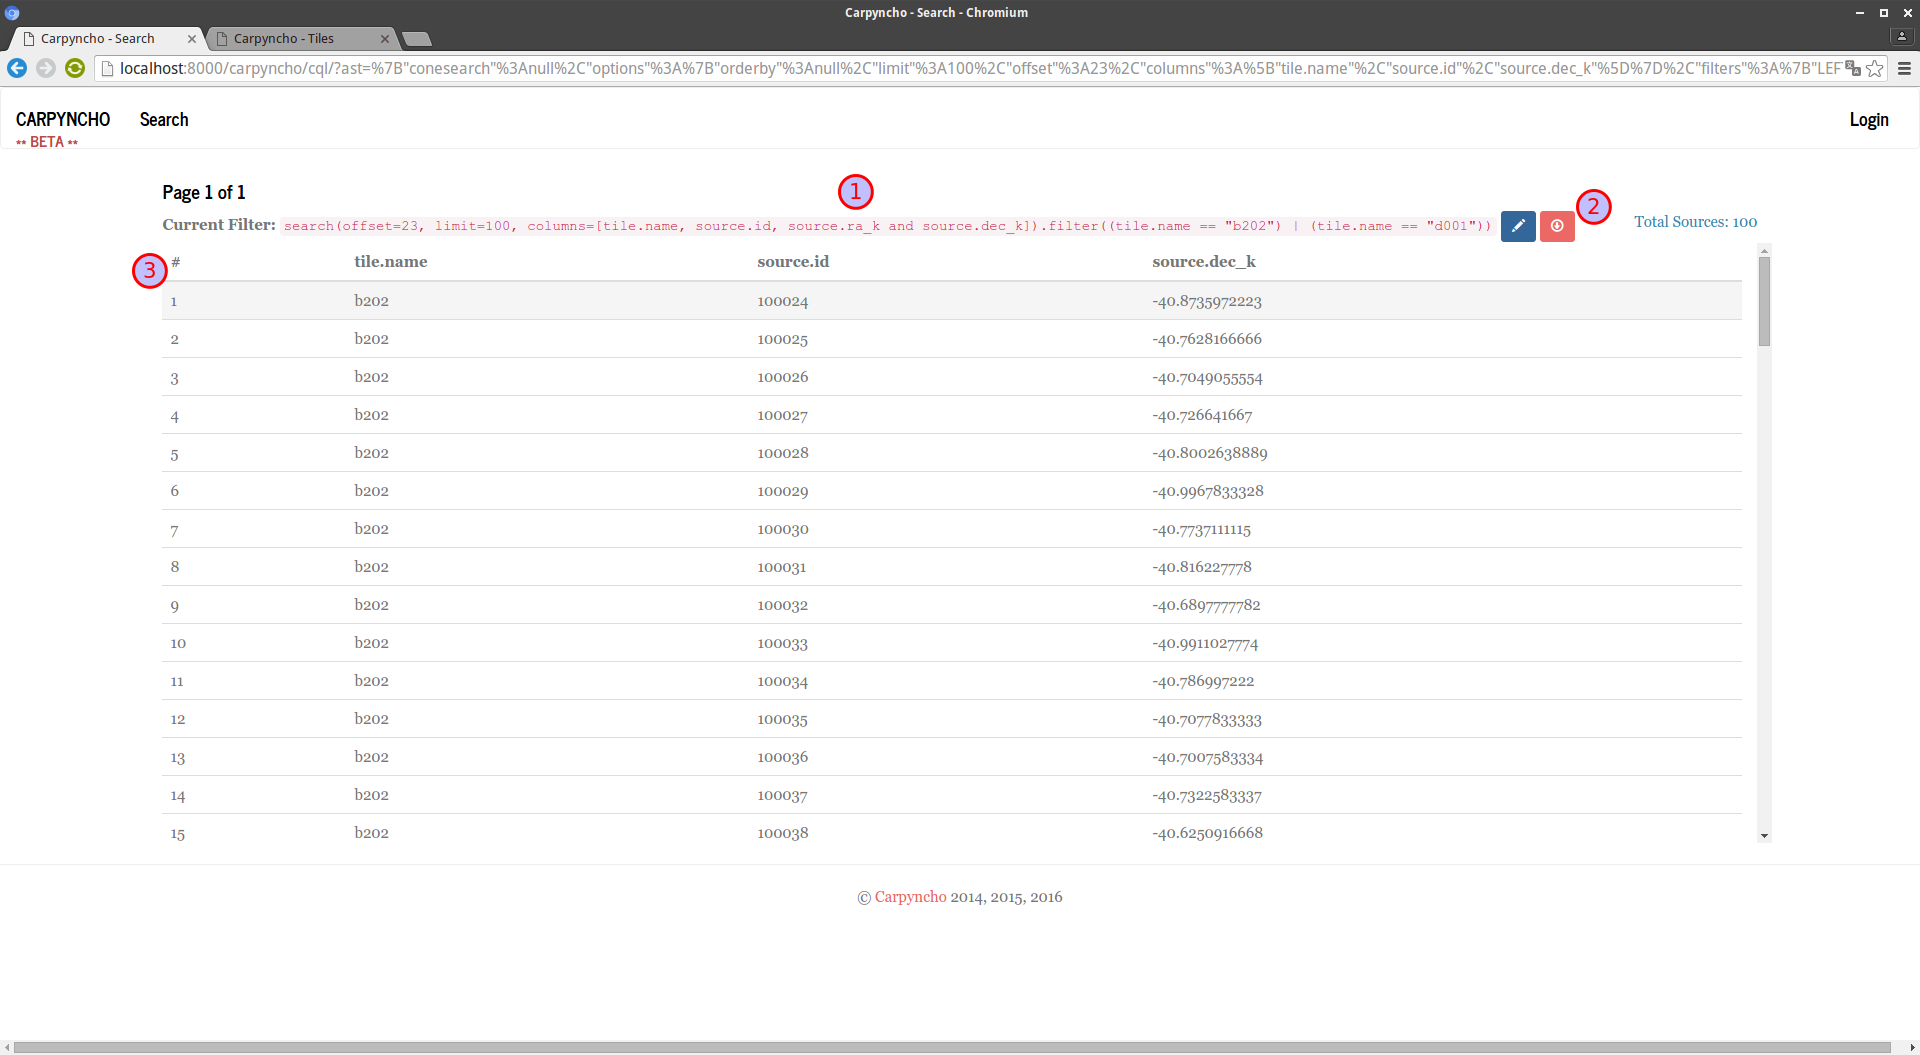 Carpyncho - Search - Chromium
Carpyncho - Search
Carpyncho - Tiles
localhost:8000/carpyncho/cql/?ast=%7B"conesearch"%3Anull%2C"options"%3A%7B"orderby"%3Anull%2C"limit"%3A100%2C"offset"%3A23%2C"columns"%3A%5B"tile.name"%2C"source.id"%2C"source.dec_k"%5D%7D%2C"filters"%3A%7B"LEF
CARPYNCHO Search Login
** BETA **
Page 1 of 1
1
2
Current Filter: search(offset=23, limit=100, columns=[tile.name, source.id, source.ra_k and source.dec_k]).filter((tile.name == "b202") | (tile.name == "d001")) Total Sources: 100
3 # tile.name source.id source.dec_k
1 b202 100024 -40.8735972223
2 b202 100025 -40.7628166666
3 b202 100026 -40.7049055554
4 b202 100027 -40.726641667
5 b202 100028 -40.8002638889
6 b202 100029 -40.9967833328
7 b202 100030 -40.7737111115
8 b202 100031 -40.816227778
9 b202 100032 -40.6897777782
10 b202 100033 -40.9911027774
11 b202 100034 -40.786997222
12 b202 100035 -40.7077833333
13 b202 100036 -40.7007583334
14 b202 100037 -40.7322583337
15 b202 100038 -40.6250916668
© Carpyncho 2014, 2015, 2016